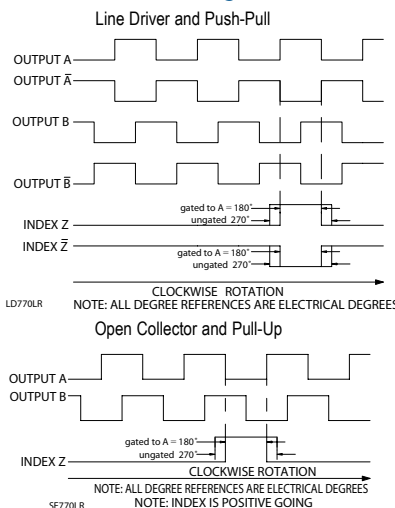 Line Driver and Push-Pull
OUTPUT A
OUTPUT A̅
OUTPUT B
OUTPUT B̅
gated to A = 180°
ungated 270°
INDEX Z
INDEX Z̅
gated to A = 180°
ungated 270°
CLOCKWISE ROTATION
LD770LR
NOTE: ALL DEGREE REFERENCES ARE ELECTRICAL DEGREES
Open Collector and Pull-Up
OUTPUT A
OUTPUT B
gated to A = 180°
ungated 270°
INDEX Z
CLOCKWISE ROTATION
NOTE: ALL DEGREE REFERENCES ARE ELECTRICAL DEGREES
SF770LR
NOTE: INDEX IS POSITIVE GOING